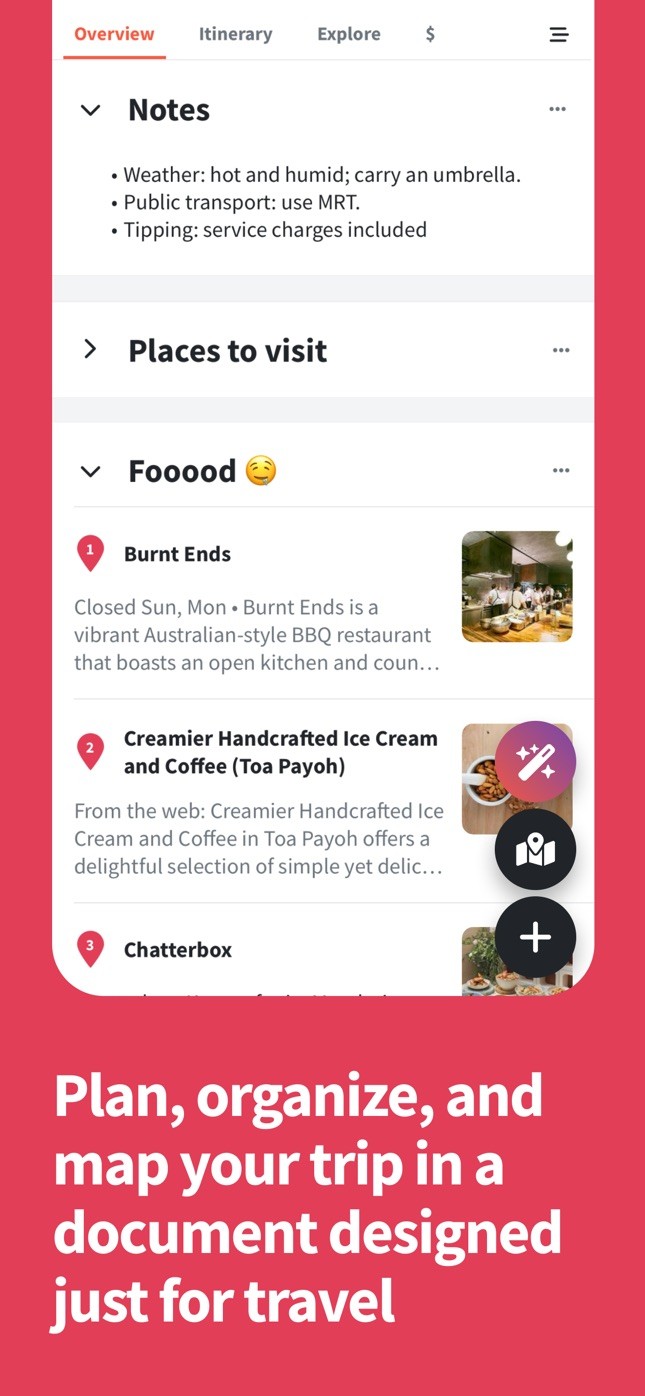 Overview Itinerary Explore $
Notes
• Weather: hot and humid; carry an umbrella.
• Public transport: use MRT.
• Tipping: service charges included
Places to visit
Fooood 🤤
1 Burnt Ends
Closed Sun, Mon • Burnt Ends is a
vibrant Australian-style BBQ restaurant
that boasts an open kitchen and coun…
2 Creamier Handcrafted Ice Cream
and Coffee (Toa Payoh)
From the web: Creamier Handcrafted Ice
Cream and Coffee in Toa Payoh offers a
delightful selection of simple yet delic…
3 Chatterbox
Plan, organize, and
map your trip in a
document designed
just for travel